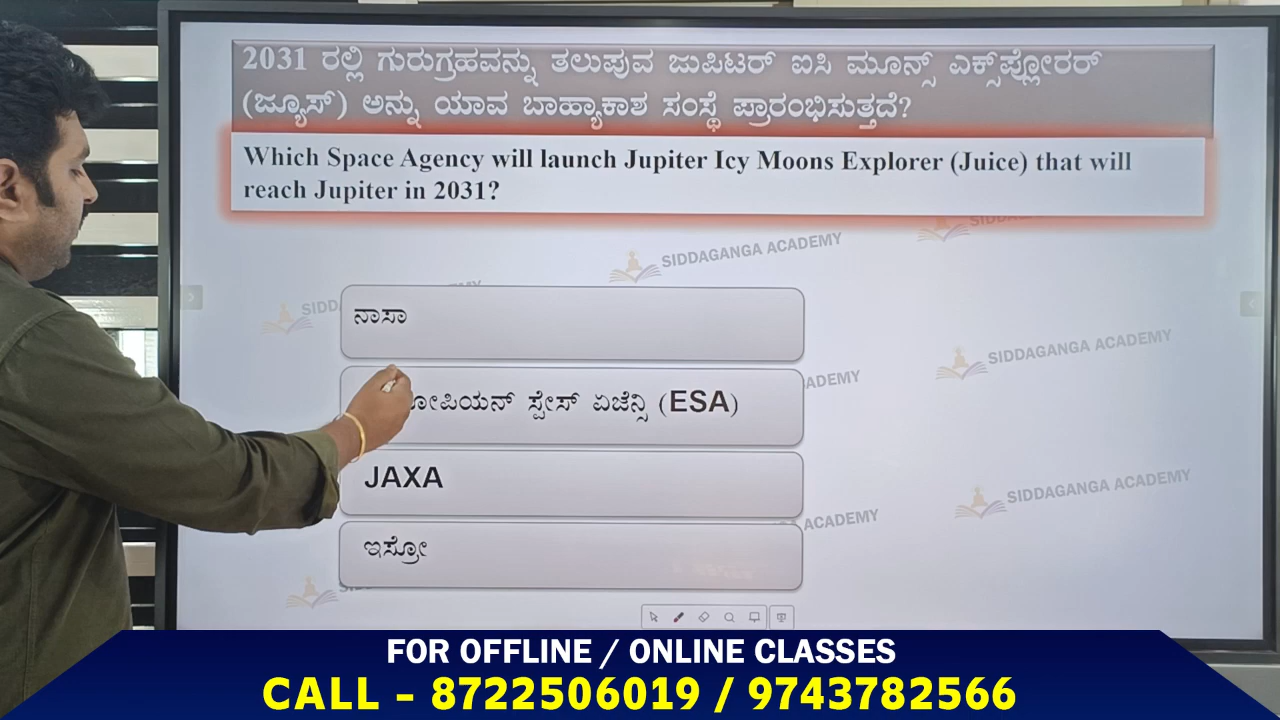 2031 ರಲ್ಲಿ ಗುರುಗ್ರಹವನ್ನು ತಲುಪುವ ಜುಪಿಟರ್ ಐಸಿ ಮೂನ್ಸ್ ಎಕ್ಸ್‌ಪ್ಲೋರರ್
(ಜ್ಯೂಸ್) ಅನ್ನು ಯಾವ ಬಾಹ್ಯಾಕಾಶ ಸಂಸ್ಥೆ ಪ್ರಾರಂಭಿಸುತ್ತದೆ?
Which Space Agency will launch Jupiter Icy Moons Explorer (Juice) that will
reach Jupiter in 2031?
SIDDAGANGA ACADEMY
ನಾಸಾ
SIDDAGANGA ACADEMY
ಸ್ಪೇಸ್ ಏಜೆನ್ಸಿ (ESA)
JAXA
SIDDAGANGA ACADEMY
ACADEMY
ಇಸ್ರೋ
FOR OFFLINE / ONLINE CLASSES
CALL – 8722506019 / 9743782566